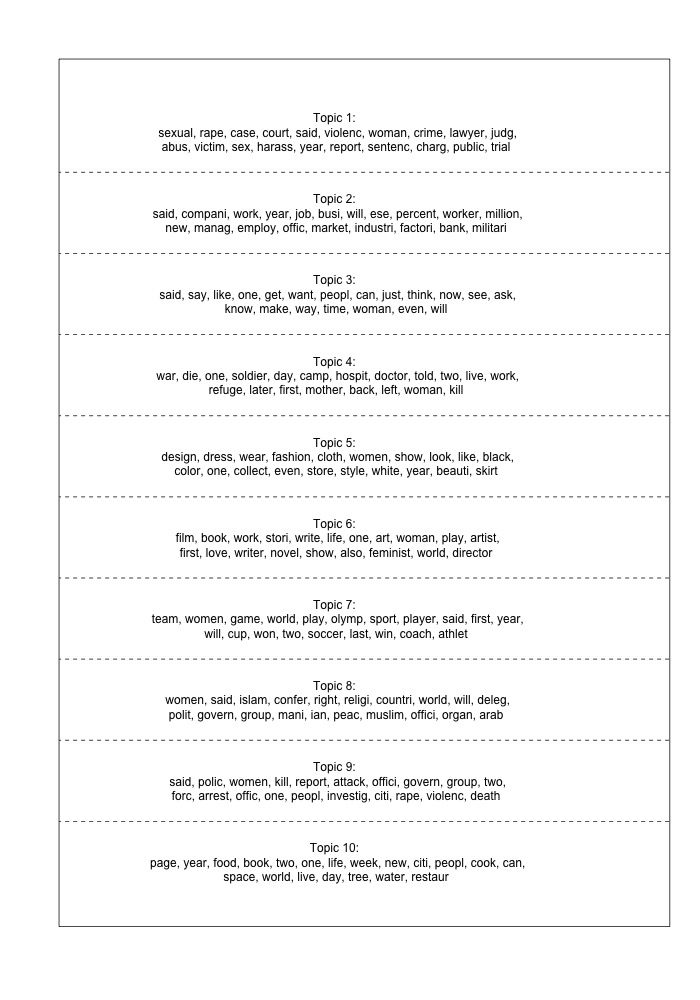 Topic 1:
sexual, rape, case, court, said, violenc, woman, crime, lawyer, judg,
abus, victim, sex, harass, year, report, sentenc, charg, public, trial
Topic 2:
said, compani, work, year, job, busi, will, ese, percent, worker, million,
new, manag, employ, offic, market, industri, factori, bank, militari
Topic 3:
said, say, like, one, get, want, peopl, can, just, think, now, see, ask,
know, make, way, time, woman, even, will
Topic 4:
war, die, one, soldier, day, camp, hospit, doctor, told, two, live, work,
refuge, later, first, mother, back, left, woman, kill
Topic 5:
design, dress, wear, fashion, cloth, women, show, look, like, black,
color, one, collect, even, store, style, white, year, beauti, skirt
Topic 6:
film, book, work, stori, write, life, one, art, woman, play, artist,
first, love, writer, novel, show, also, feminist, world, director
Topic 7:
team, women, game, world, play, olymp, sport, player, said, first, year,
will, cup, won, two, soccer, last, win, coach, athlet
Topic 8:
women, said, islam, confer, right, religi, countri, world, will, deleg,
polit, govern, group, mani, ian, peac, muslim, offici, organ, arab
Topic 9:
said, polic, women, kill, report, attack, offici, govern, group, two,
forc, arrest, offic, one, peopl, investig, citi, rape, violenc, death
Topic 10:
page, year, food, book, two, one, life, week, new, citi, peopl, cook, can,
space, world, live, day, tree, water, restaur